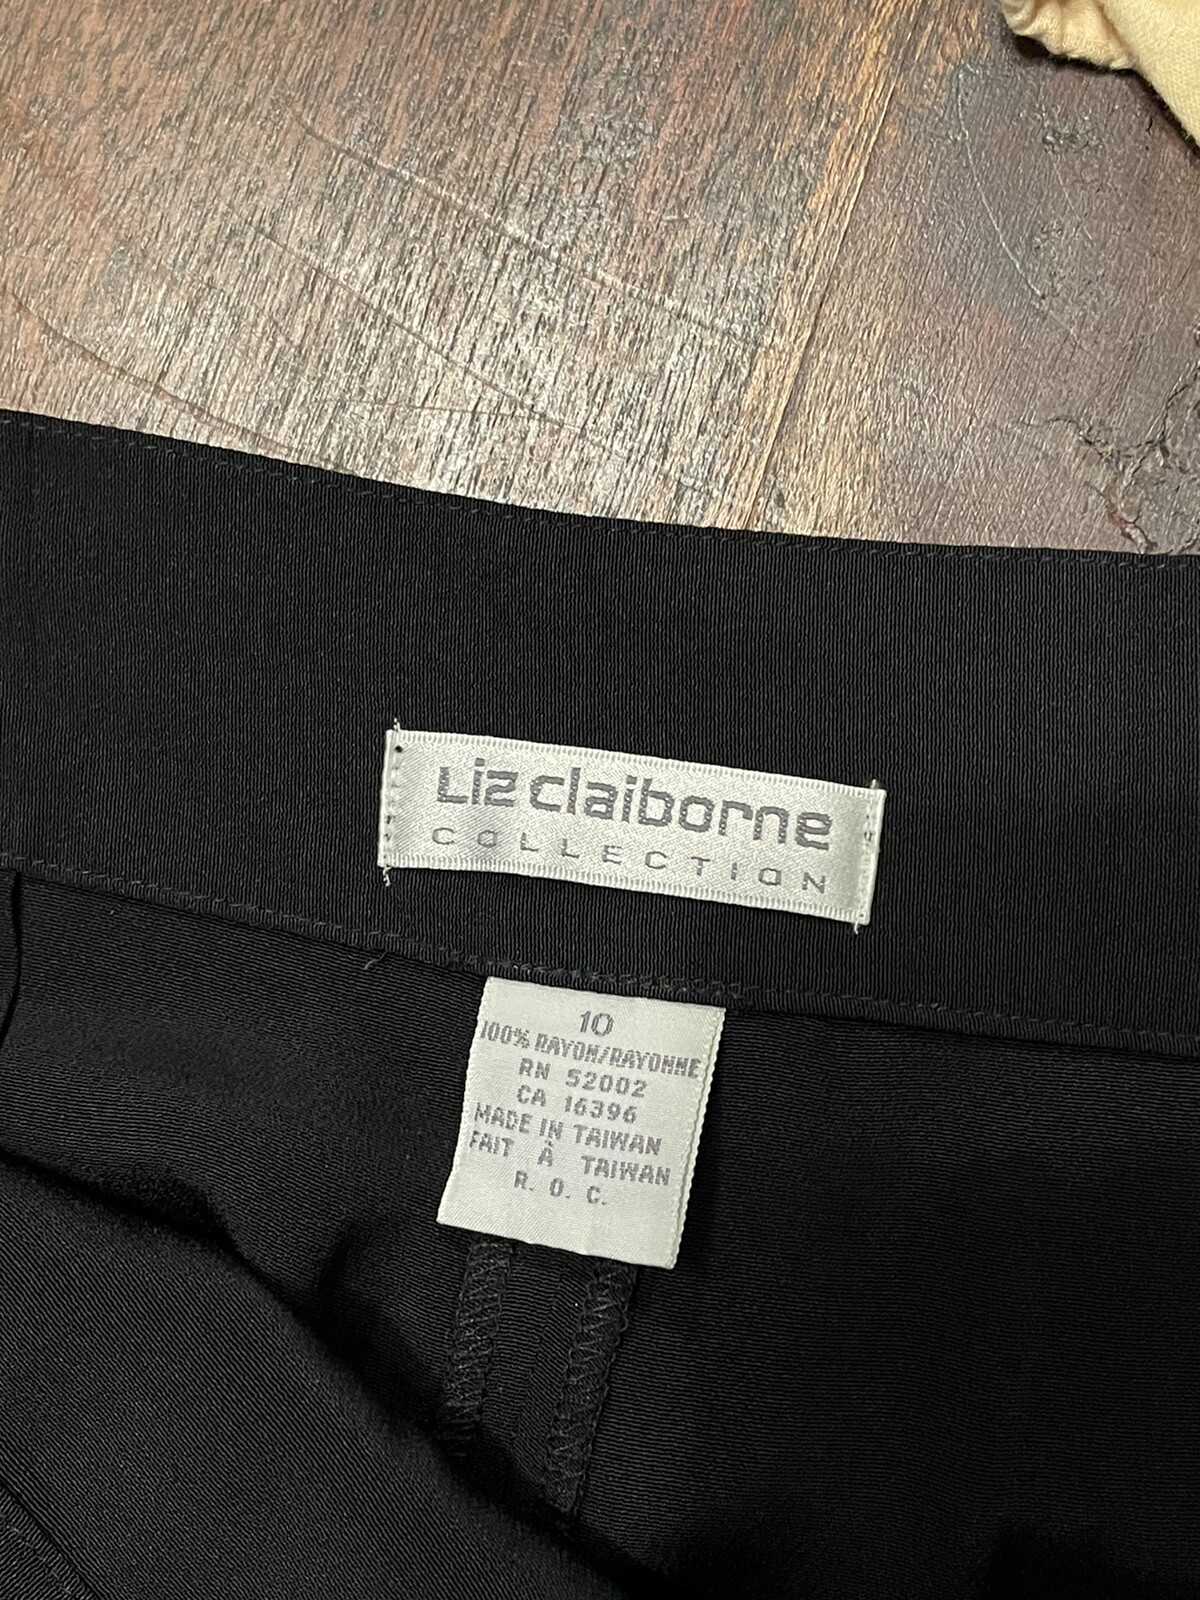 Liz claiborne
COLLECTION
10
100% RAYON/RAYONNE
RN 52002
CA 16396
MADE IN TAIWAN
FAIT À TAIWAN
R. O. C.